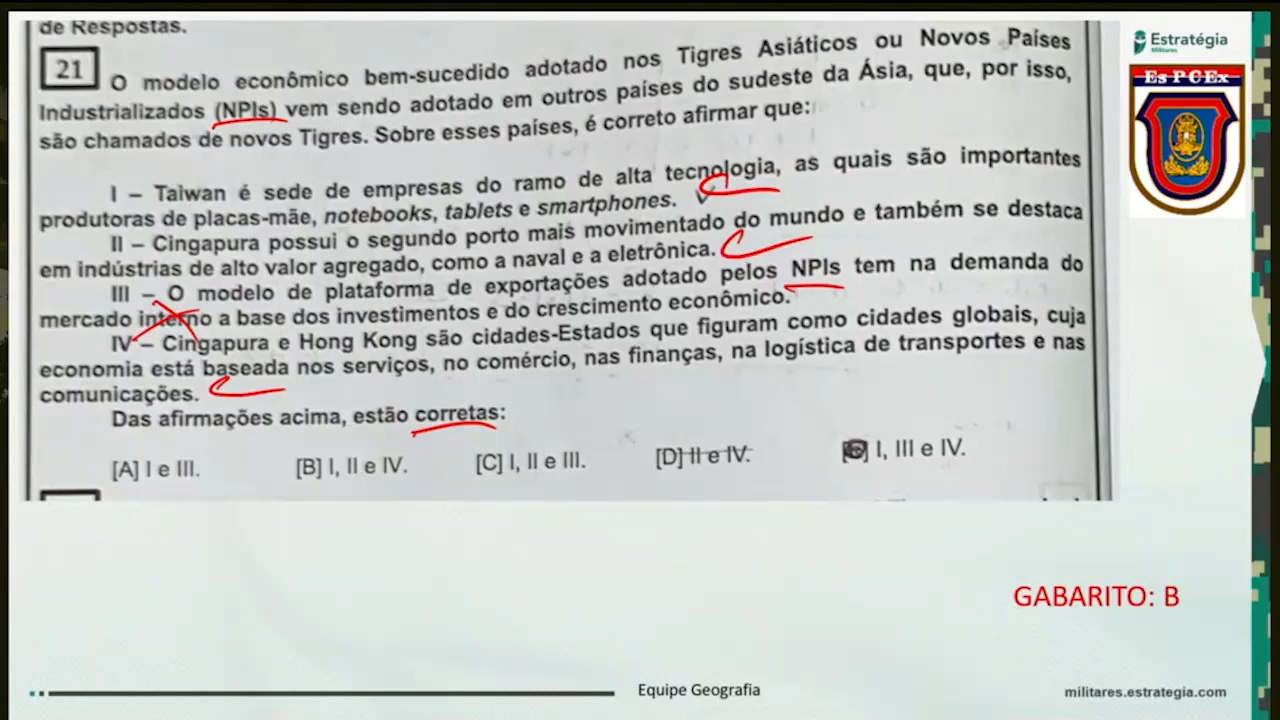 de Respostas.
21 O modelo econômico bem-sucedido adotado nos Tigres Asiáticos ou Novos Países
Industrializados (NPIs) vem sendo adotado em outros países do sudeste da Ásia, que, por isso,
são chamados de novos Tigres. Sobre esses países, é correto afirmar que:
I – Taiwan é sede de empresas do ramo de alta tecnologia, as quais são importantes
produtoras de placas-mãe, notebooks, tablets e smartphones.
II – Cingapura possui o segundo porto mais movimentado do mundo e também se destaca
em indústrias de alto valor agregado, como a naval e a eletrônica.
III – O modelo de plataforma de exportações adotado pelos NPIs tem na demanda do
mercado interno a base dos investimentos e do crescimento econômico.
IV – Cingapura e Hong Kong são cidades-Estados que figuram como cidades globais, cuja
economia está baseada nos serviços, no comércio, nas finanças, na logística de transportes e nas
comunicações.
Das afirmações acima, estão corretas:
[A] I e III. [B] I, II e IV. [C] I, II e III. [D] II e IV. [E] I, III e IV.
Estratégia
Militares
EsPCEx
GABARITO: B
Equipe Geografia
militares.estrategia.com